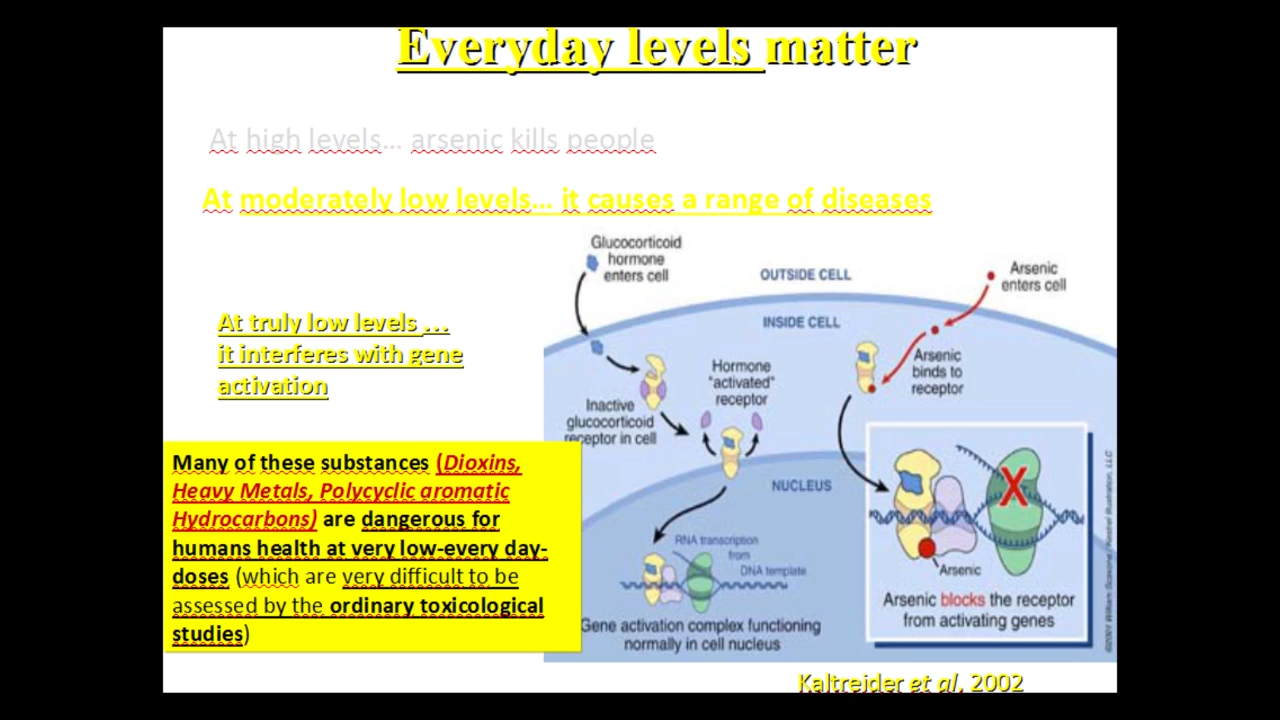 Everyday levels matter
At high levels... arsenic kills people
At moderately low levels... it causes a range of diseases
Glucocorticoid
hormone
enters cell
OUTSIDE CELL
Arsenic
enters cell
INSIDE CELL
At truly low levels ...
it interferes with gene
activation
Hormone
"activated"
receptor
Arsenic
binds to
receptor
Inactive
glucocorticoid
receptor in cell
Many of these substances (Dioxins,
Heavy Metals, Polycyclic aromatic
Hydrocarbons) are dangerous for
humans health at very low-every day-
doses (which are very difficult to be
assessed by the ordinary toxicological
studies)
NUCLEUS
X
RNA transcription
from
DNA template
Arsenic
Arsenic blocks the receptor
from activating genes
Gene activation complex functioning
normally in cell nucleus
Kaltreider et al, 2002